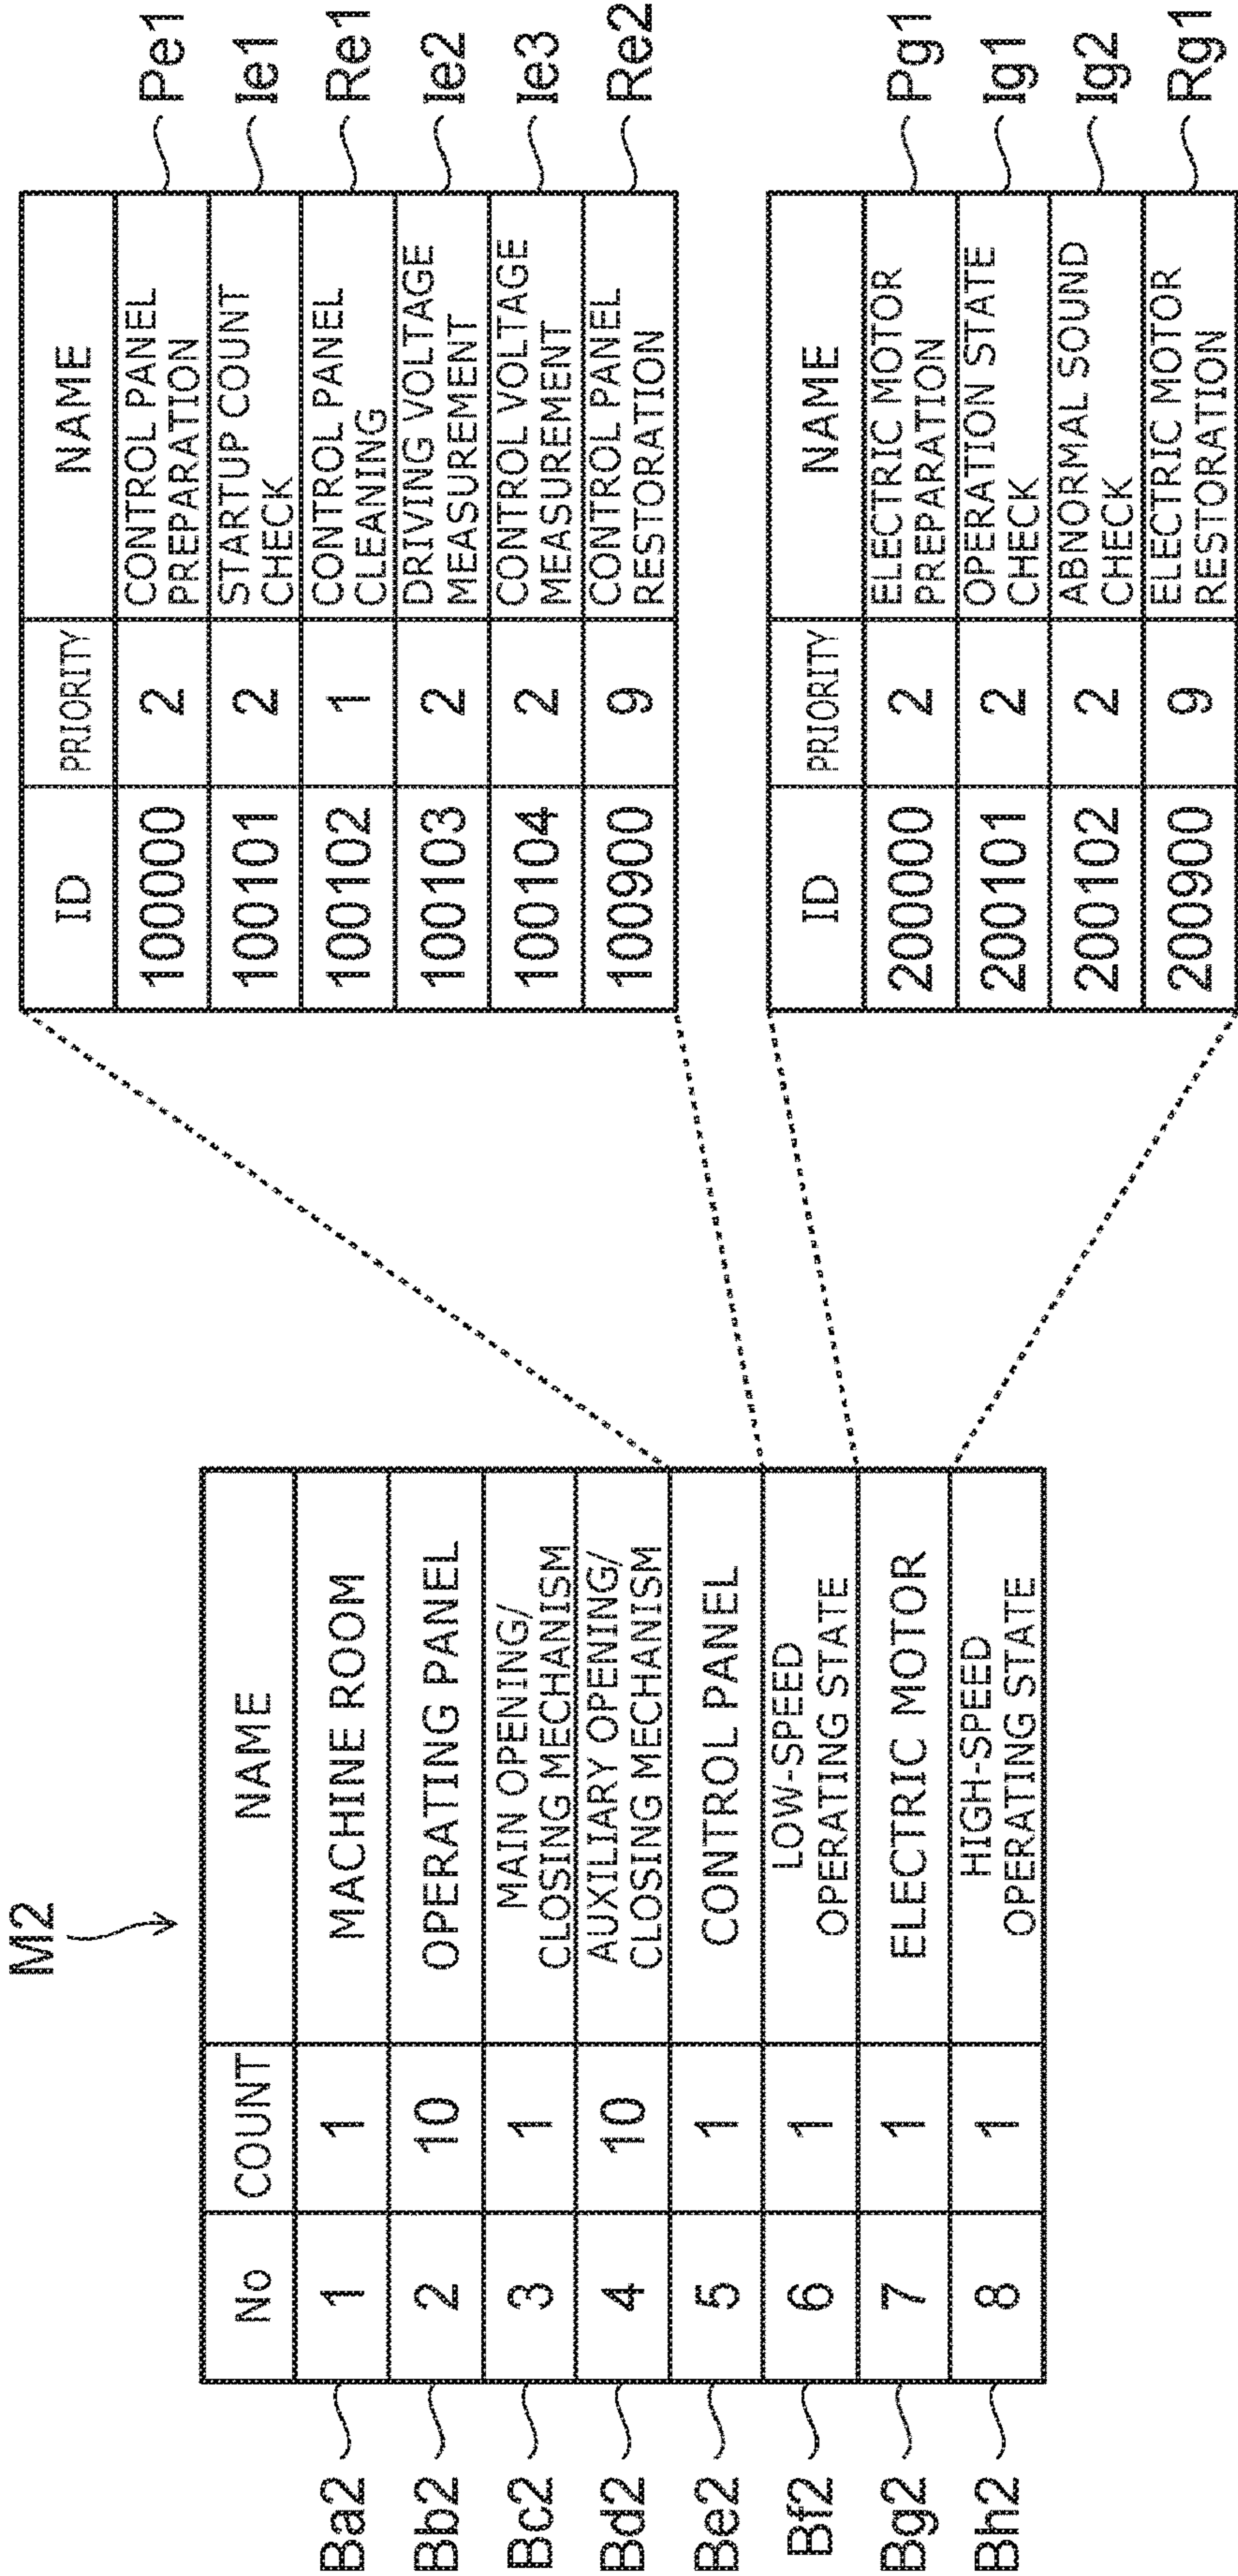 M2
No COUNT NAME
Ba2 1 1 MACHINE ROOM
Bb2 2 10 OPERATING PANEL
Bc2 3 1 MAIN OPENING/
CLOSING MECHANISM
Bd2 4 10 AUXILIARY OPENING/
CLOSING MECHANISM
Be2 5 1 CONTROL PANEL
Bf2 6 1 LOW-SPEED
OPERATING STATE
Bg2 7 1 ELECTRIC MOTOR
Bh2 8 1 HIGH-SPEED
OPERATING STATE
ID PRIORITY NAME
100000 2 CONTROL PANEL
PREPARATION Pe1
100101 2 STARTUP COUNT
CHECK Ie1
100102 1 CONTROL PANEL
CLEANING Re1
100103 2 DRIVING VOLTAGE
MEASUREMENT Ie2
100104 2 CONTROL VOLTAGE
MEASUREMENT Ie3
100900 9 CONTROL PANEL
RESTORATION Re2
ID PRIORITY NAME
200000 2 ELECTRIC MOTOR
PREPARATION Pg1
200101 2 OPERATION STATE
CHECK Ig1
200102 2 ABNORMAL SOUND
CHECK Ig2
200900 9 ELECTRIC MOTOR
RESTORATION Rg1